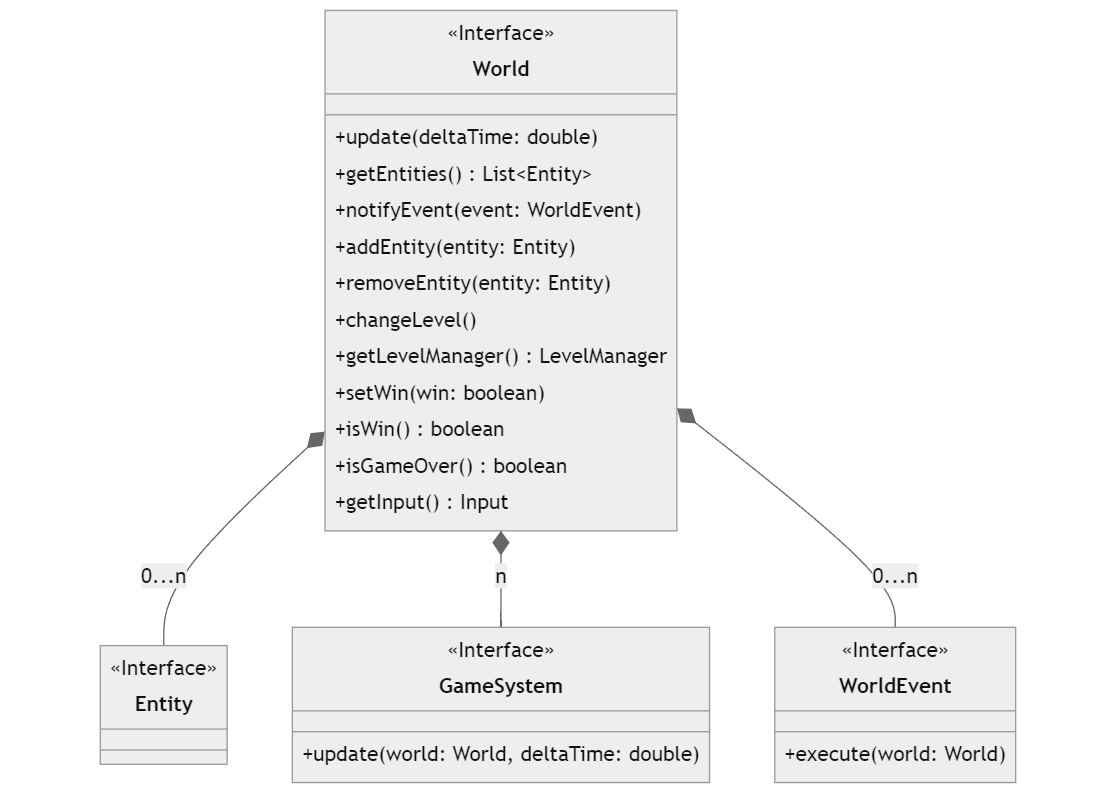 «Interface»
World
+update(deltaTime: double)
+getEntities() : List<Entity>
+notifyEvent(event: WorldEvent)
+addEntity(entity: Entity)
+removeEntity(entity: Entity)
+changeLevel()
+getLevelManager() : LevelManager
+setWin(win: boolean)
+isWin() : boolean
+isGameOver() : boolean
+getInput() : Input
0...n
n
0...n
«Interface»
Entity
«Interface»
GameSystem
+update(world: World, deltaTime: double)
«Interface»
WorldEvent
+execute(world: World)